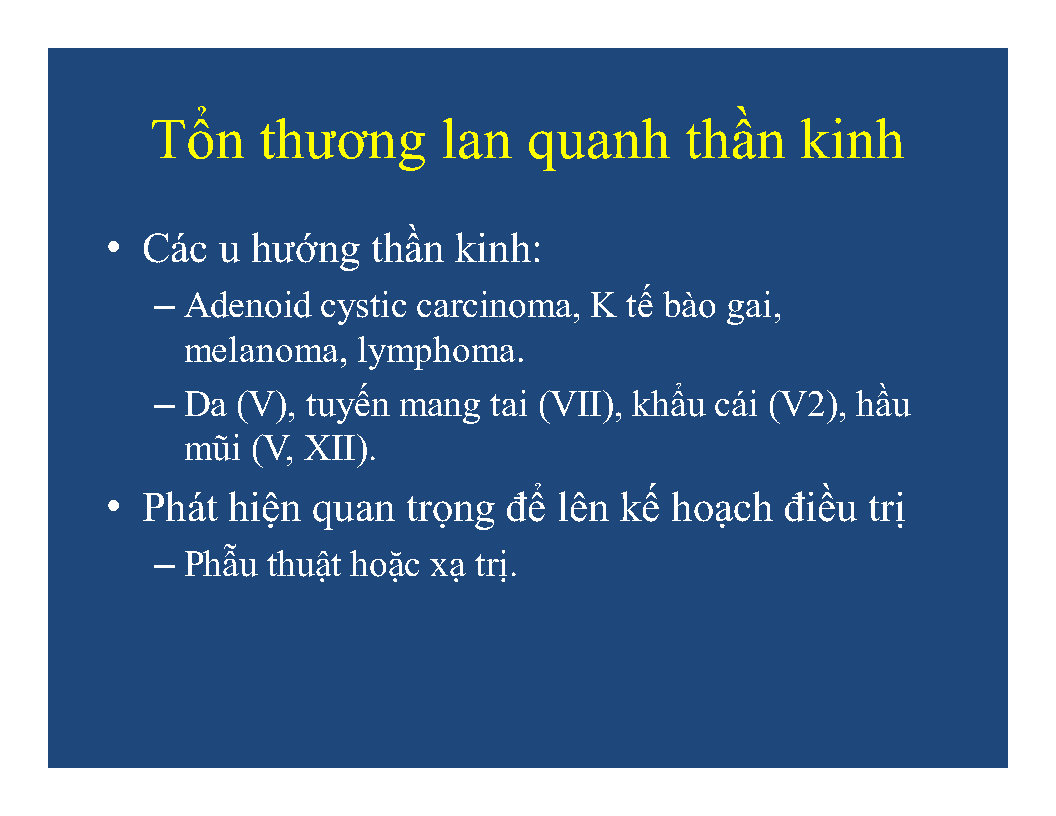 Tổn thương lan quanh thần kinh
• Các u hướng thần kinh:
– Adenoid cystic carcinoma, K tế bào gai,
melanoma, lymphoma.
– Da (V), tuyến mang tai (VII), khẩu cái (V2), hầu
mũi (V, XII).
• Phát hiện quan trọng để lên kế hoạch điều trị
– Phẫu thuật hoặc xạ trị.